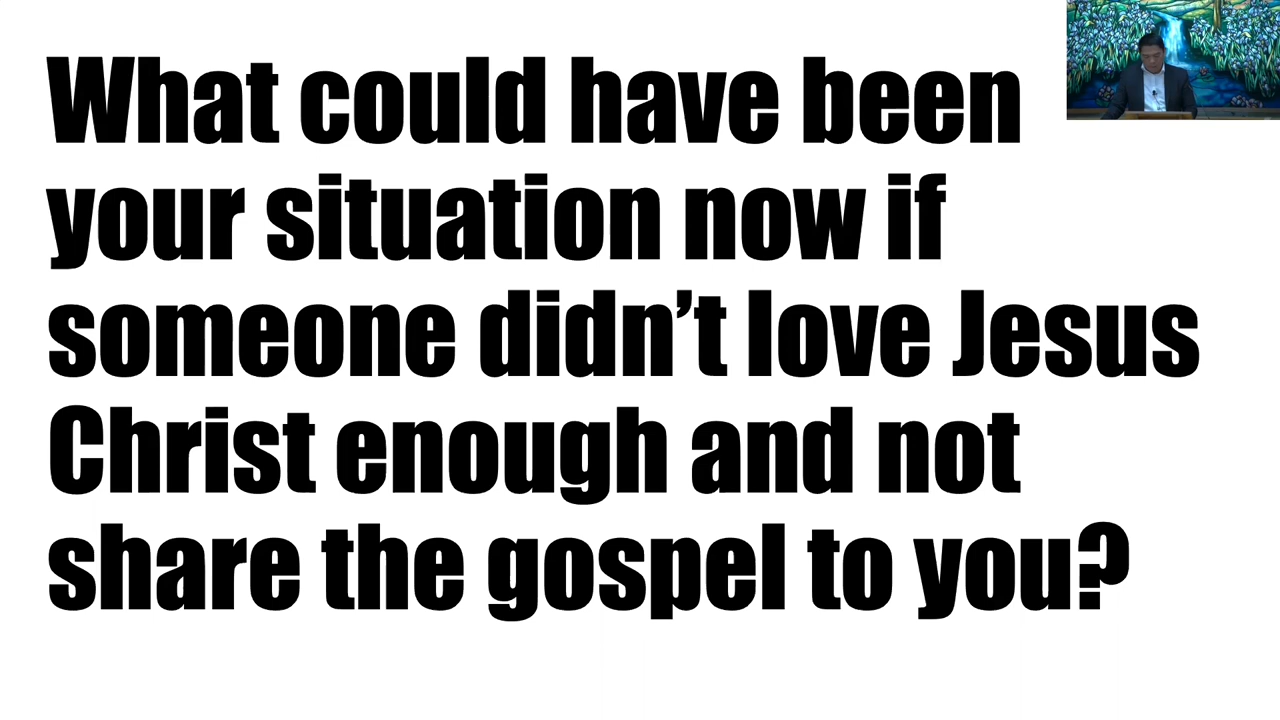 What could have been
your situation now if
someone didn’t love Jesus
Christ enough and not
share the gospel to you?